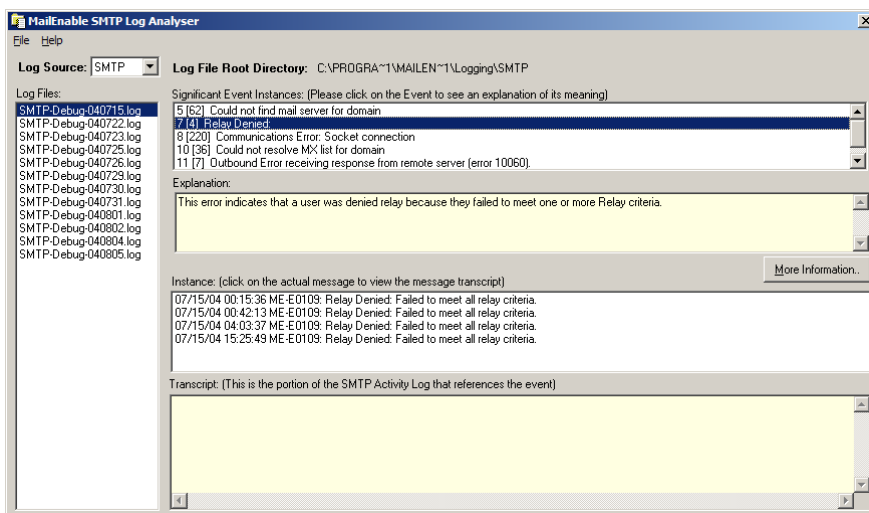 MailEnable SMTP Log Analyser
File Help
Log Source: SMTP
Log File Root Directory: C:\PROGRA~1\MAILEN~1\Logging\SMTP
Log Files:
SMTP-Debug-040715.log
SMTP-Debug-040722.log
SMTP-Debug-040723.log
SMTP-Debug-040725.log
SMTP-Debug-040726.log
SMTP-Debug-040729.log
SMTP-Debug-040730.log
SMTP-Debug-040731.log
SMTP-Debug-040801.log
SMTP-Debug-040802.log
SMTP-Debug-040804.log
SMTP-Debug-040805.log
Significant Event Instances: (Please click on the Event to see an explanation of its meaning)
5 [62] Could not find mail server for domain
7 [4] Relay Denied:
8 [220] Communications Error: Socket connection
10 [36] Could not resolve MX list for domain
11 [7] Outbound Error receiving response from remote server (error 10060).
Explanation:
This error indicates that a user was denied relay because they failed to meet one or more Relay criteria.
More Information..
Instance: (click on the actual message to view the message transcript)
07/15/04 00:15:36 ME-E0109: Relay Denied: Failed to meet all relay criteria.
07/15/04 00:42:13 ME-E0109: Relay Denied: Failed to meet all relay criteria.
07/15/04 04:03:37 ME-E0109: Relay Denied: Failed to meet all relay criteria.
07/15/04 15:25:49 ME-E0109: Relay Denied: Failed to meet all relay criteria.
Transcript: (This is the portion of the SMTP Activity Log that references the event)